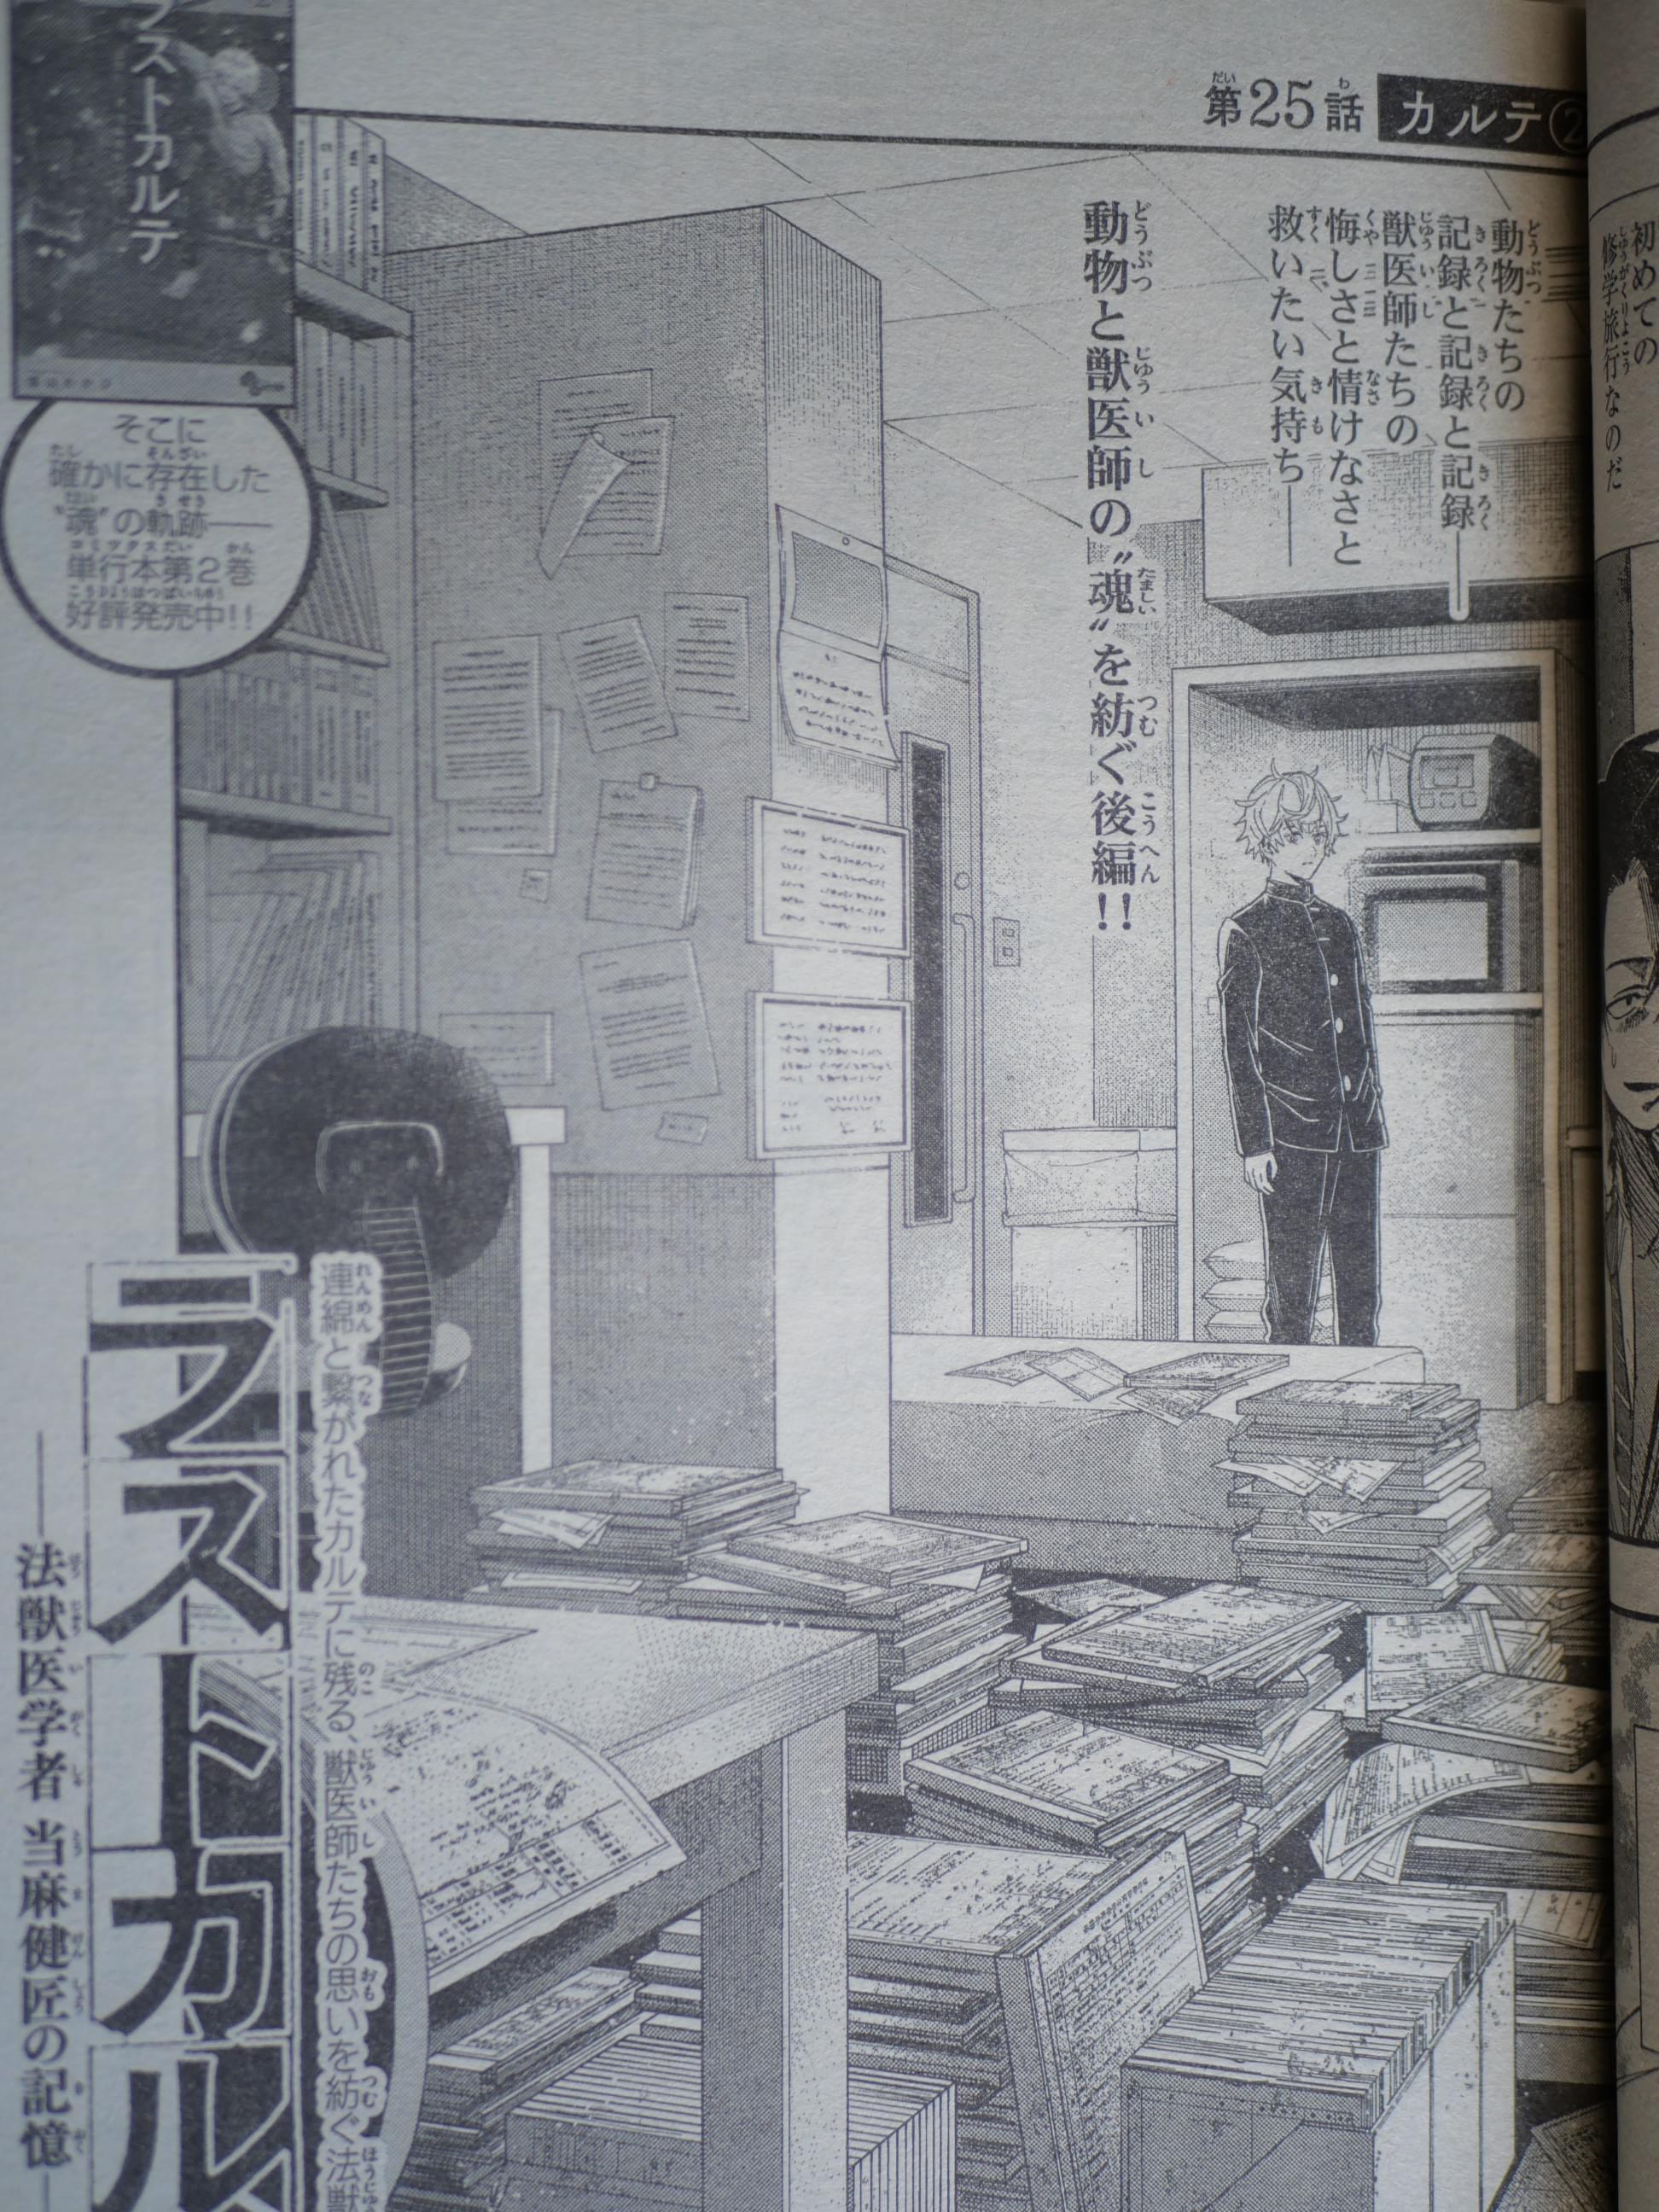 第25話 カルテ②
動物たちの
記録と記録と記録――
獣医師たちの
悔しさと情けなさと
救いたい気持ち――
動物と獣医師の〝魂〟を紡ぐ後編!!
ストカルテ
そこに
確かに存在した
〝魂〟の軌跡――
単行本第2巻
好評発売中!!
連綿と繋がれたカルテに残る、獣医師たちの思いを紡ぐ法獣
ラストカル
――法獣医学者 当麻健匠の記憶――
初めての
修学旅行なのだ